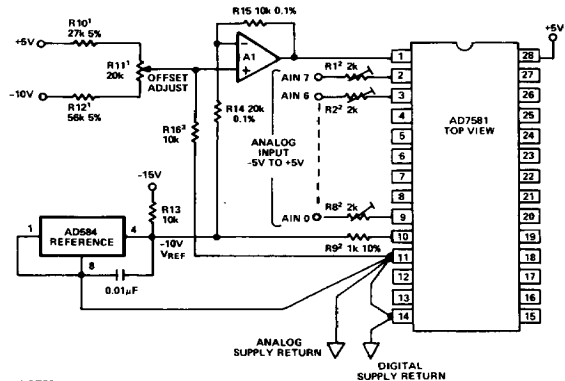 R10¹
27k 5%
+5V
R11¹
20k
OFFSET
ADJUST
-10V
R12¹
56k 5%
R15 10k 0.1%
−
+
A1
R16³
10k
R14 20k
0.1%
AIN 7
R1² 2k
AIN 6
R2² 2k
ANALOG
INPUT
-5V TO +5V
AIN 0
R8² 2k
R9² 1k 10%
-15V
R13
10k
AD584
REFERENCE
1
4
8
-10V
VREF
0.01µF
ANALOG
SUPPLY RETURN
DIGITAL
SUPPLY RETURN
+5V
AD7581
TOP VIEW
1 28
2 27
3 26
4 25
5 24
6 23
7 22
8 21
9 20
10 19
11 18
12 17
13 16
14 15